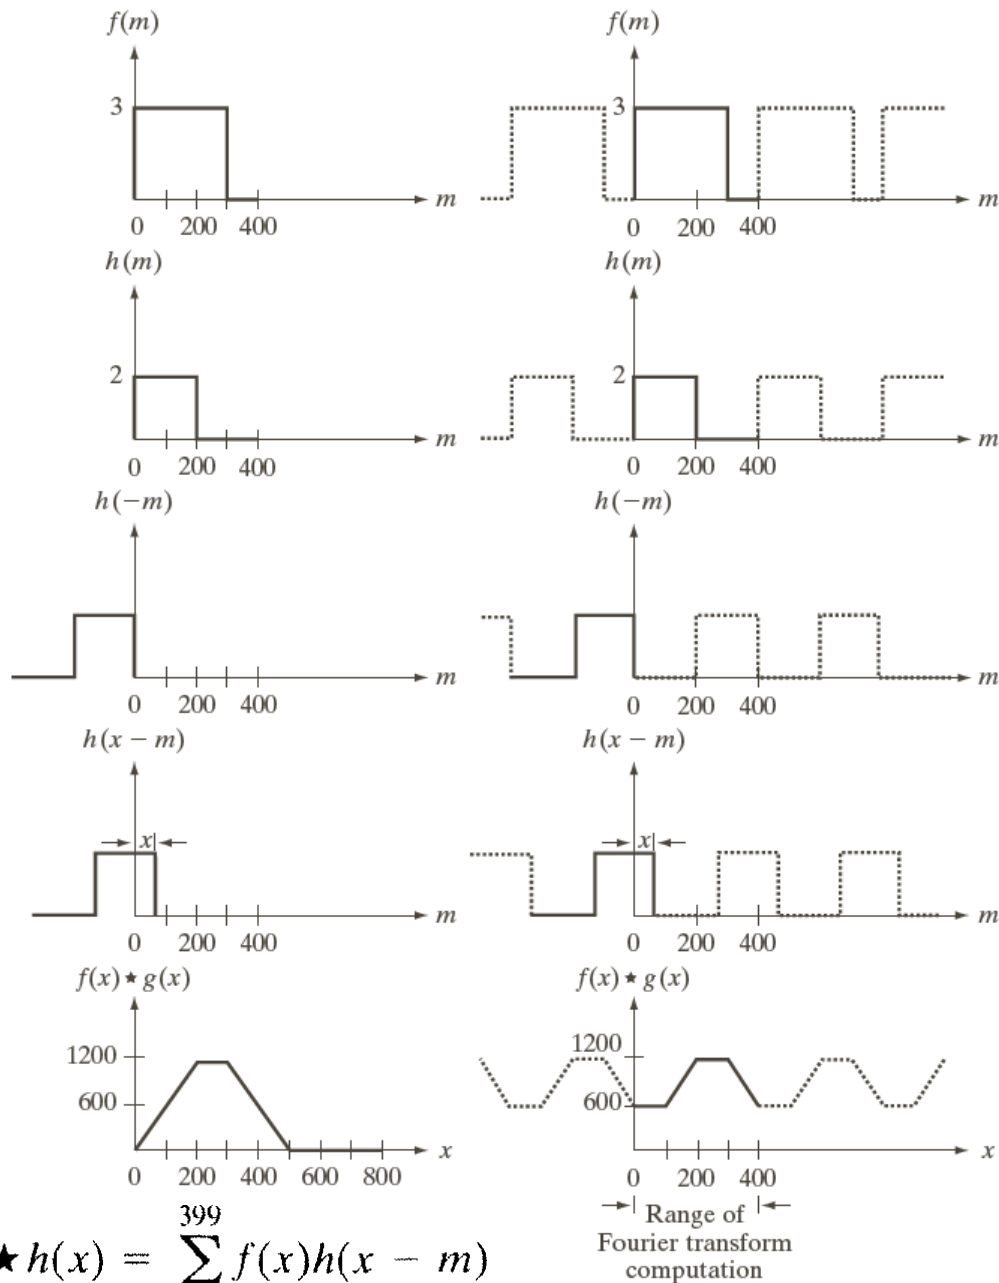 f(m) f(m)
3 3
m m
0 200 400 0 200 400
h(m) h(m)
2 2
m m
0 200 400 0 200 400
h(−m) h(−m)
m m
0 200 400 0 200 400
h(x − m) h(x − m)
x x
m m
0 200 400 0 200 400
f(x) ★ g(x) f(x) ★ g(x)
1200 1200
600 600
x x
0 200 400 600 800 0 200 400
Range of
Fourier transform
computation
399
★ h(x) = ∑ f(x)h(x − m)